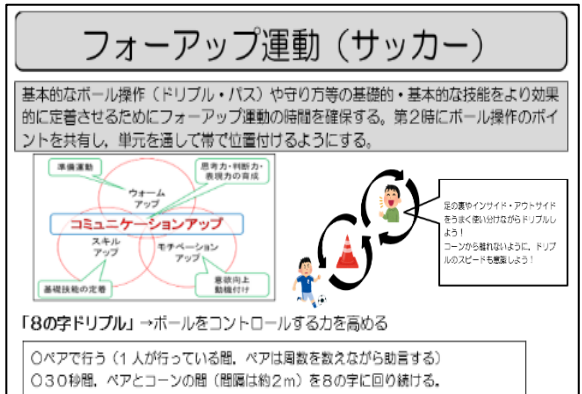 フォーアップ運動（サッカー）
基本的なボール操作（ドリブル・パス）や守り方等の基礎的・基本的な技能をより効果
的に定着させるためにフォーアップ運動の時間を確保する。第２時にボール操作のポイ
ントを共有し，単元を通して帯で位置付けるようにする。
準備運動
思考力・判断力・
表現力の育成
ウォーム
アップ
コミュニケーションアップ
スキル
アップ
モチベーション
アップ
基礎技能の定着
意欲向上
動機付け
足の裏やインサイド・アウトサイド
をうまく使い分けながらドリブルし
よう！
コーンから離れないように、ドリブ
ルのスピードも意識しよう！
「８の字ドリブル」→ボールをコントロールする力を高める
○ペアで行う（１人が行っている間，ペアは周数を数えながら助言する）
○３０秒間，ペアとコーンの間（間隔は約２ｍ）を８の字に回り続ける。